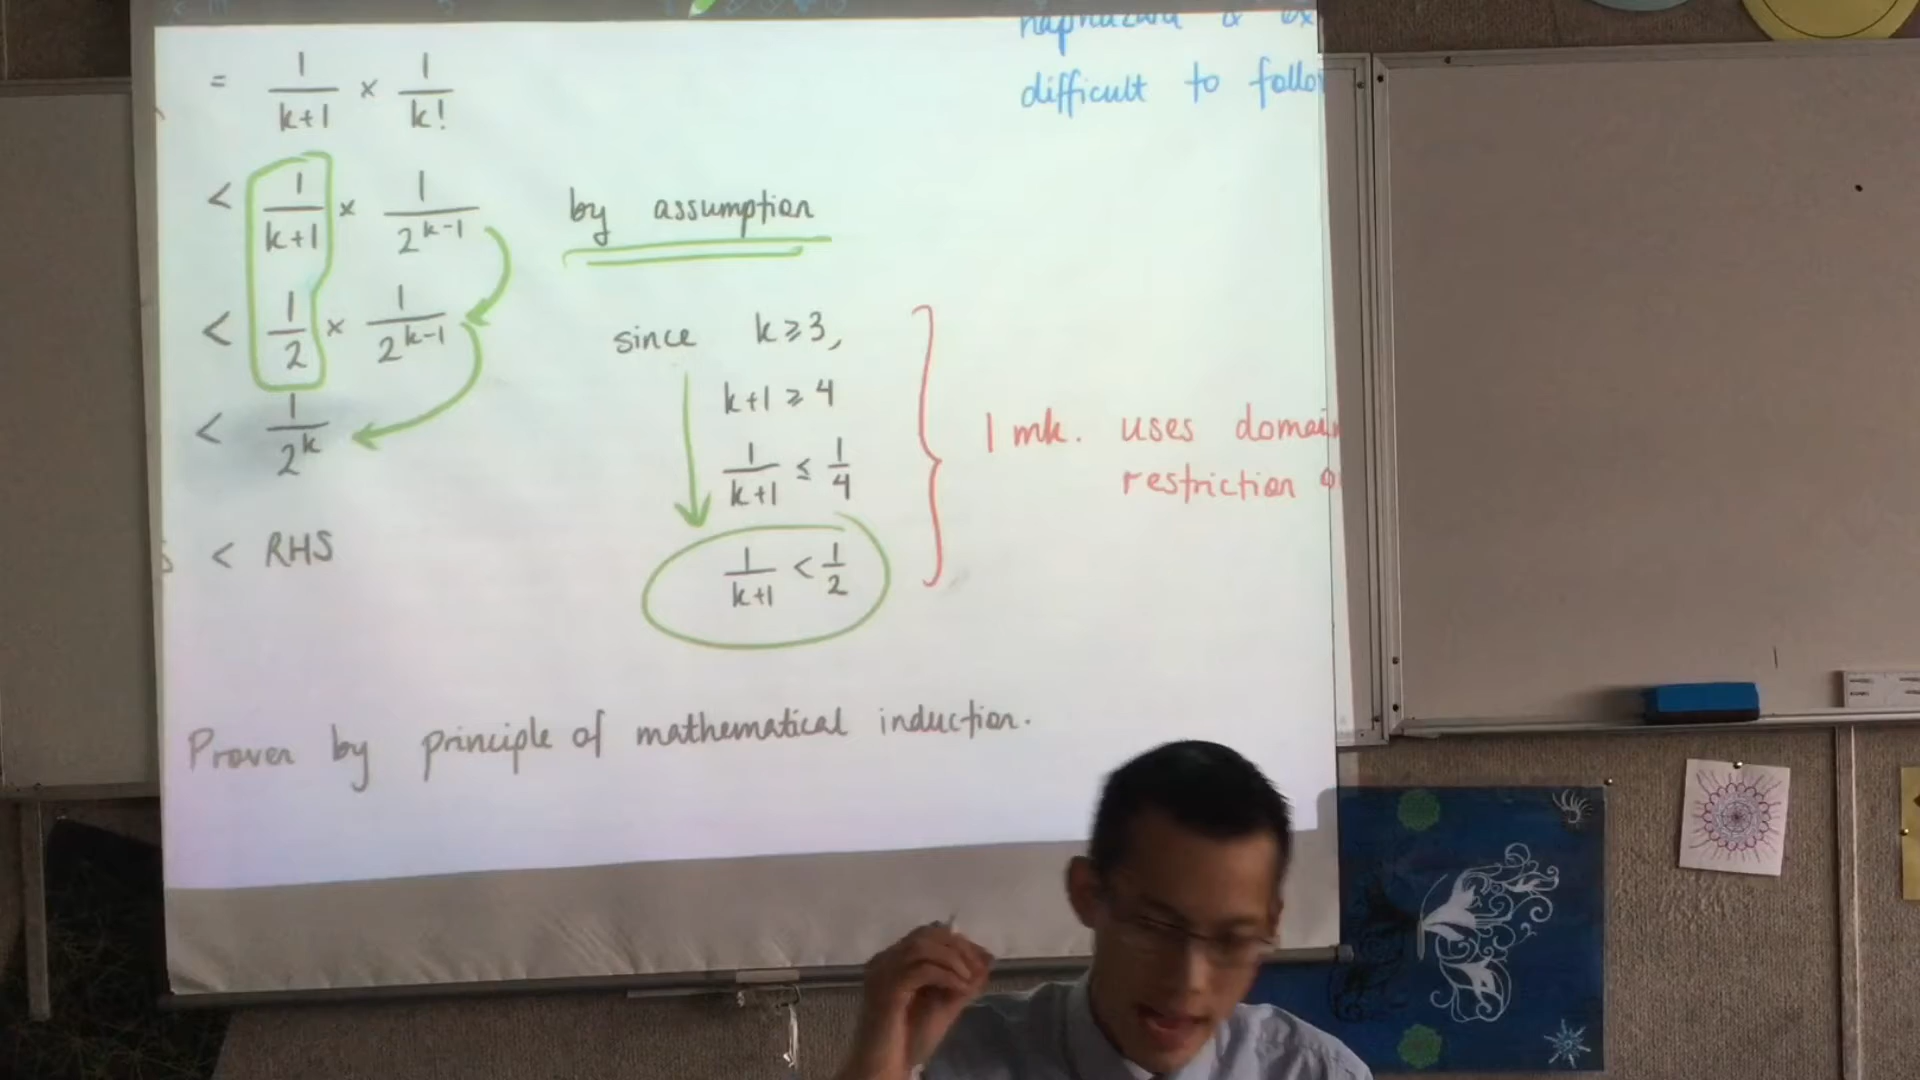 difficult to
= 1/(k+1) × 1/k!
< 1/(k+1) × 1/2^(k-1) by assumption
< 1/2 × 1/2^(k-1) since k ≥ 3,
k+1 ≥ 4
< 1/2^k
1/(k+1) ≤ 1/4
1 mk. uses
restriction
< RHS
1/(k+1) < 1/2
Proven by principle of mathematical induction.